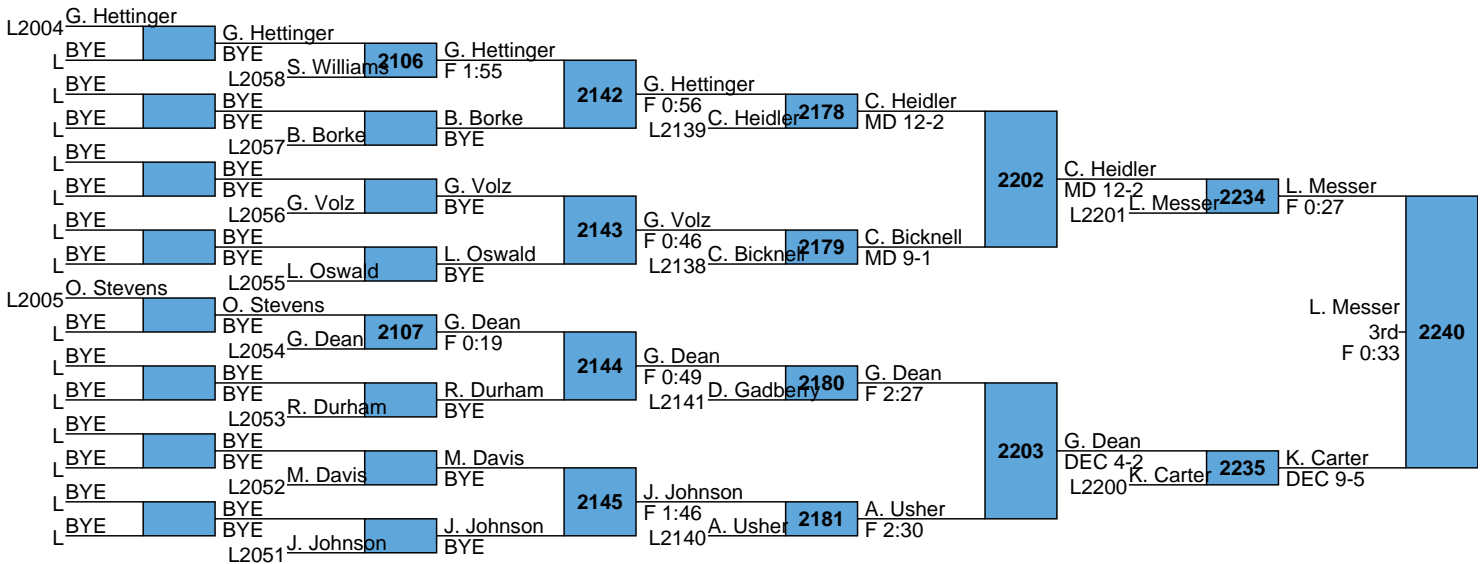 G. Hettinger
L2004
BYE
L
G. Hettinger
BYE
L2058
S. Williams
2106
G. Hettinger
F 1:55
BYE
L
BYE
L
BYE
BYE
L2057
B. Borke
B. Borke
BYE
2142
G. Hettinger
F 0:56
L2139
C. Heidler
2178
C. Heidler
MD 12-2
BYE
L
BYE
L
BYE
BYE
L2056
G. Volz
G. Volz
BYE
BYE
L
BYE
L
BYE
BYE
L2055
L. Oswald
L. Oswald
BYE
2143
G. Volz
F 0:46
L2138
C. Bicknell
2179
C. Bicknell
MD 9-1
2202
C. Heidler
MD 12-2
L2201
L. Messer
2234
L. Messer
F 0:27
O. Stevens
L2005
BYE
L
O. Stevens
BYE
L2054
G. Dean
2107
G. Dean
F 0:19
BYE
L
BYE
L
BYE
BYE
L2053
R. Durham
R. Durham
BYE
2144
G. Dean
F 0:49
L2141
D. Gadberry
2180
G. Dean
F 2:27
BYE
L
BYE
L
BYE
BYE
L2052
M. Davis
M. Davis
BYE
BYE
L
BYE
L
BYE
BYE
L2051
J. Johnson
J. Johnson
BYE
2145
J. Johnson
F 1:46
L2140
A. Usher
2181
A. Usher
F 2:30
2203
G. Dean
DEC 4-2
L2200
K. Carter
2235
K. Carter
DEC 9-5
L. Messer
3rd
F 0:33
2240